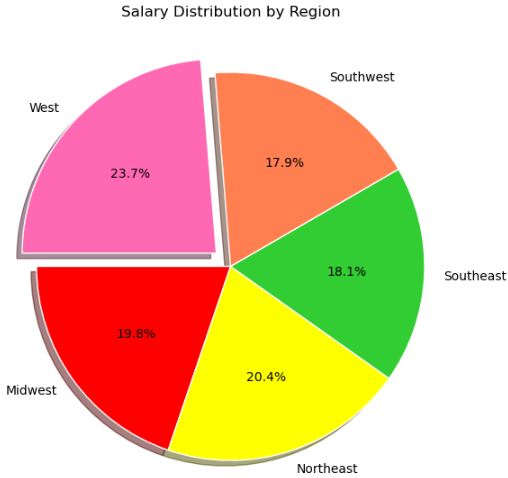 Salary Distribution by Region
Southwest
West
17.9%
23.7%
Southeast
18.1%
19.8%
20.4%
Midwest
Northeast